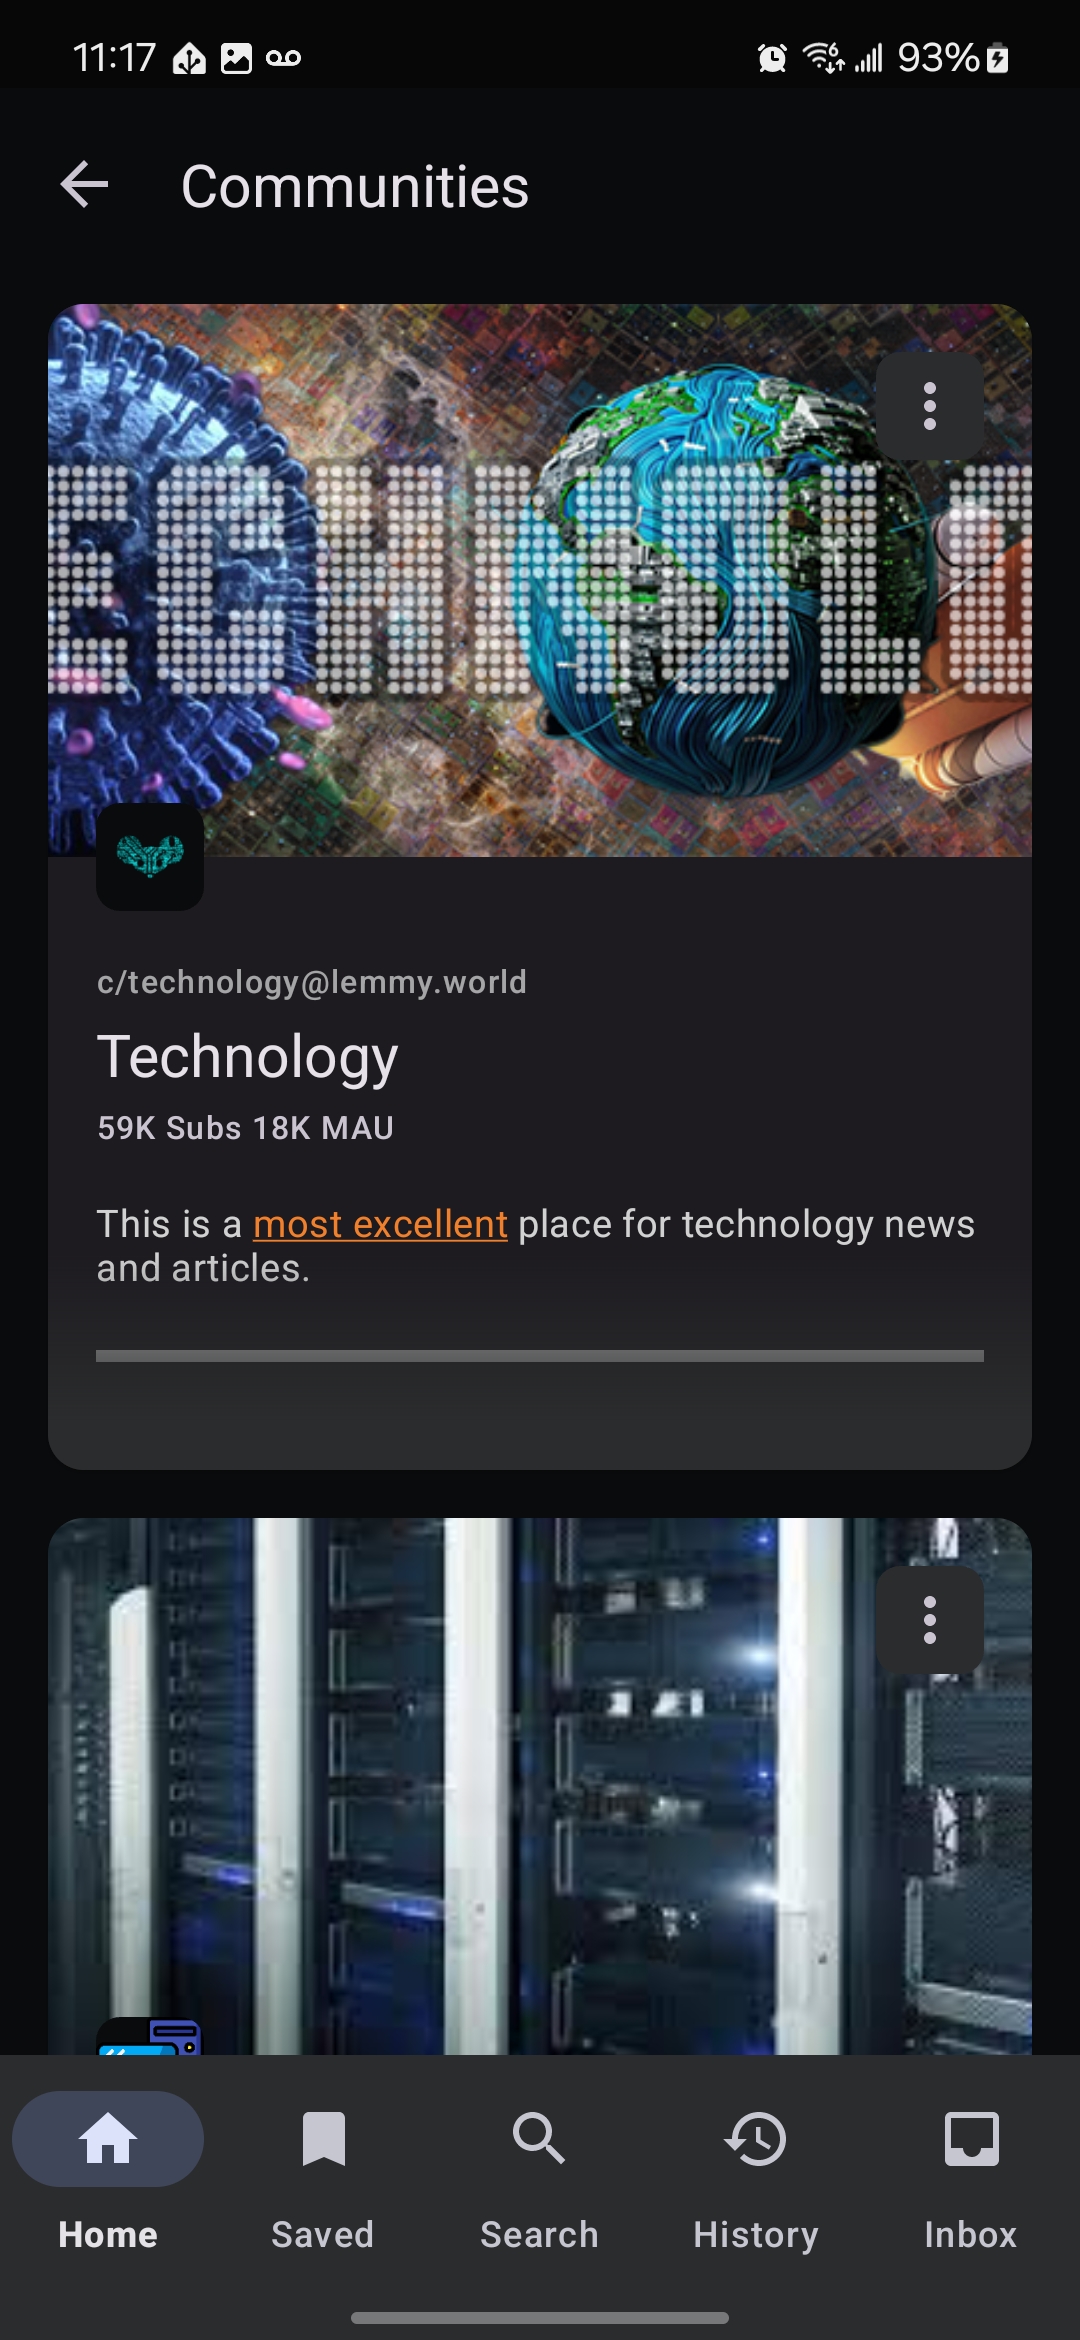 11:17
93%
Communities
ECHNOLO
c/technology@lemmy.world
Technology
59K Subs 18K MAU
This is a most excellent place for technology news
and articles.
Home
Saved
Search
History
Inbox